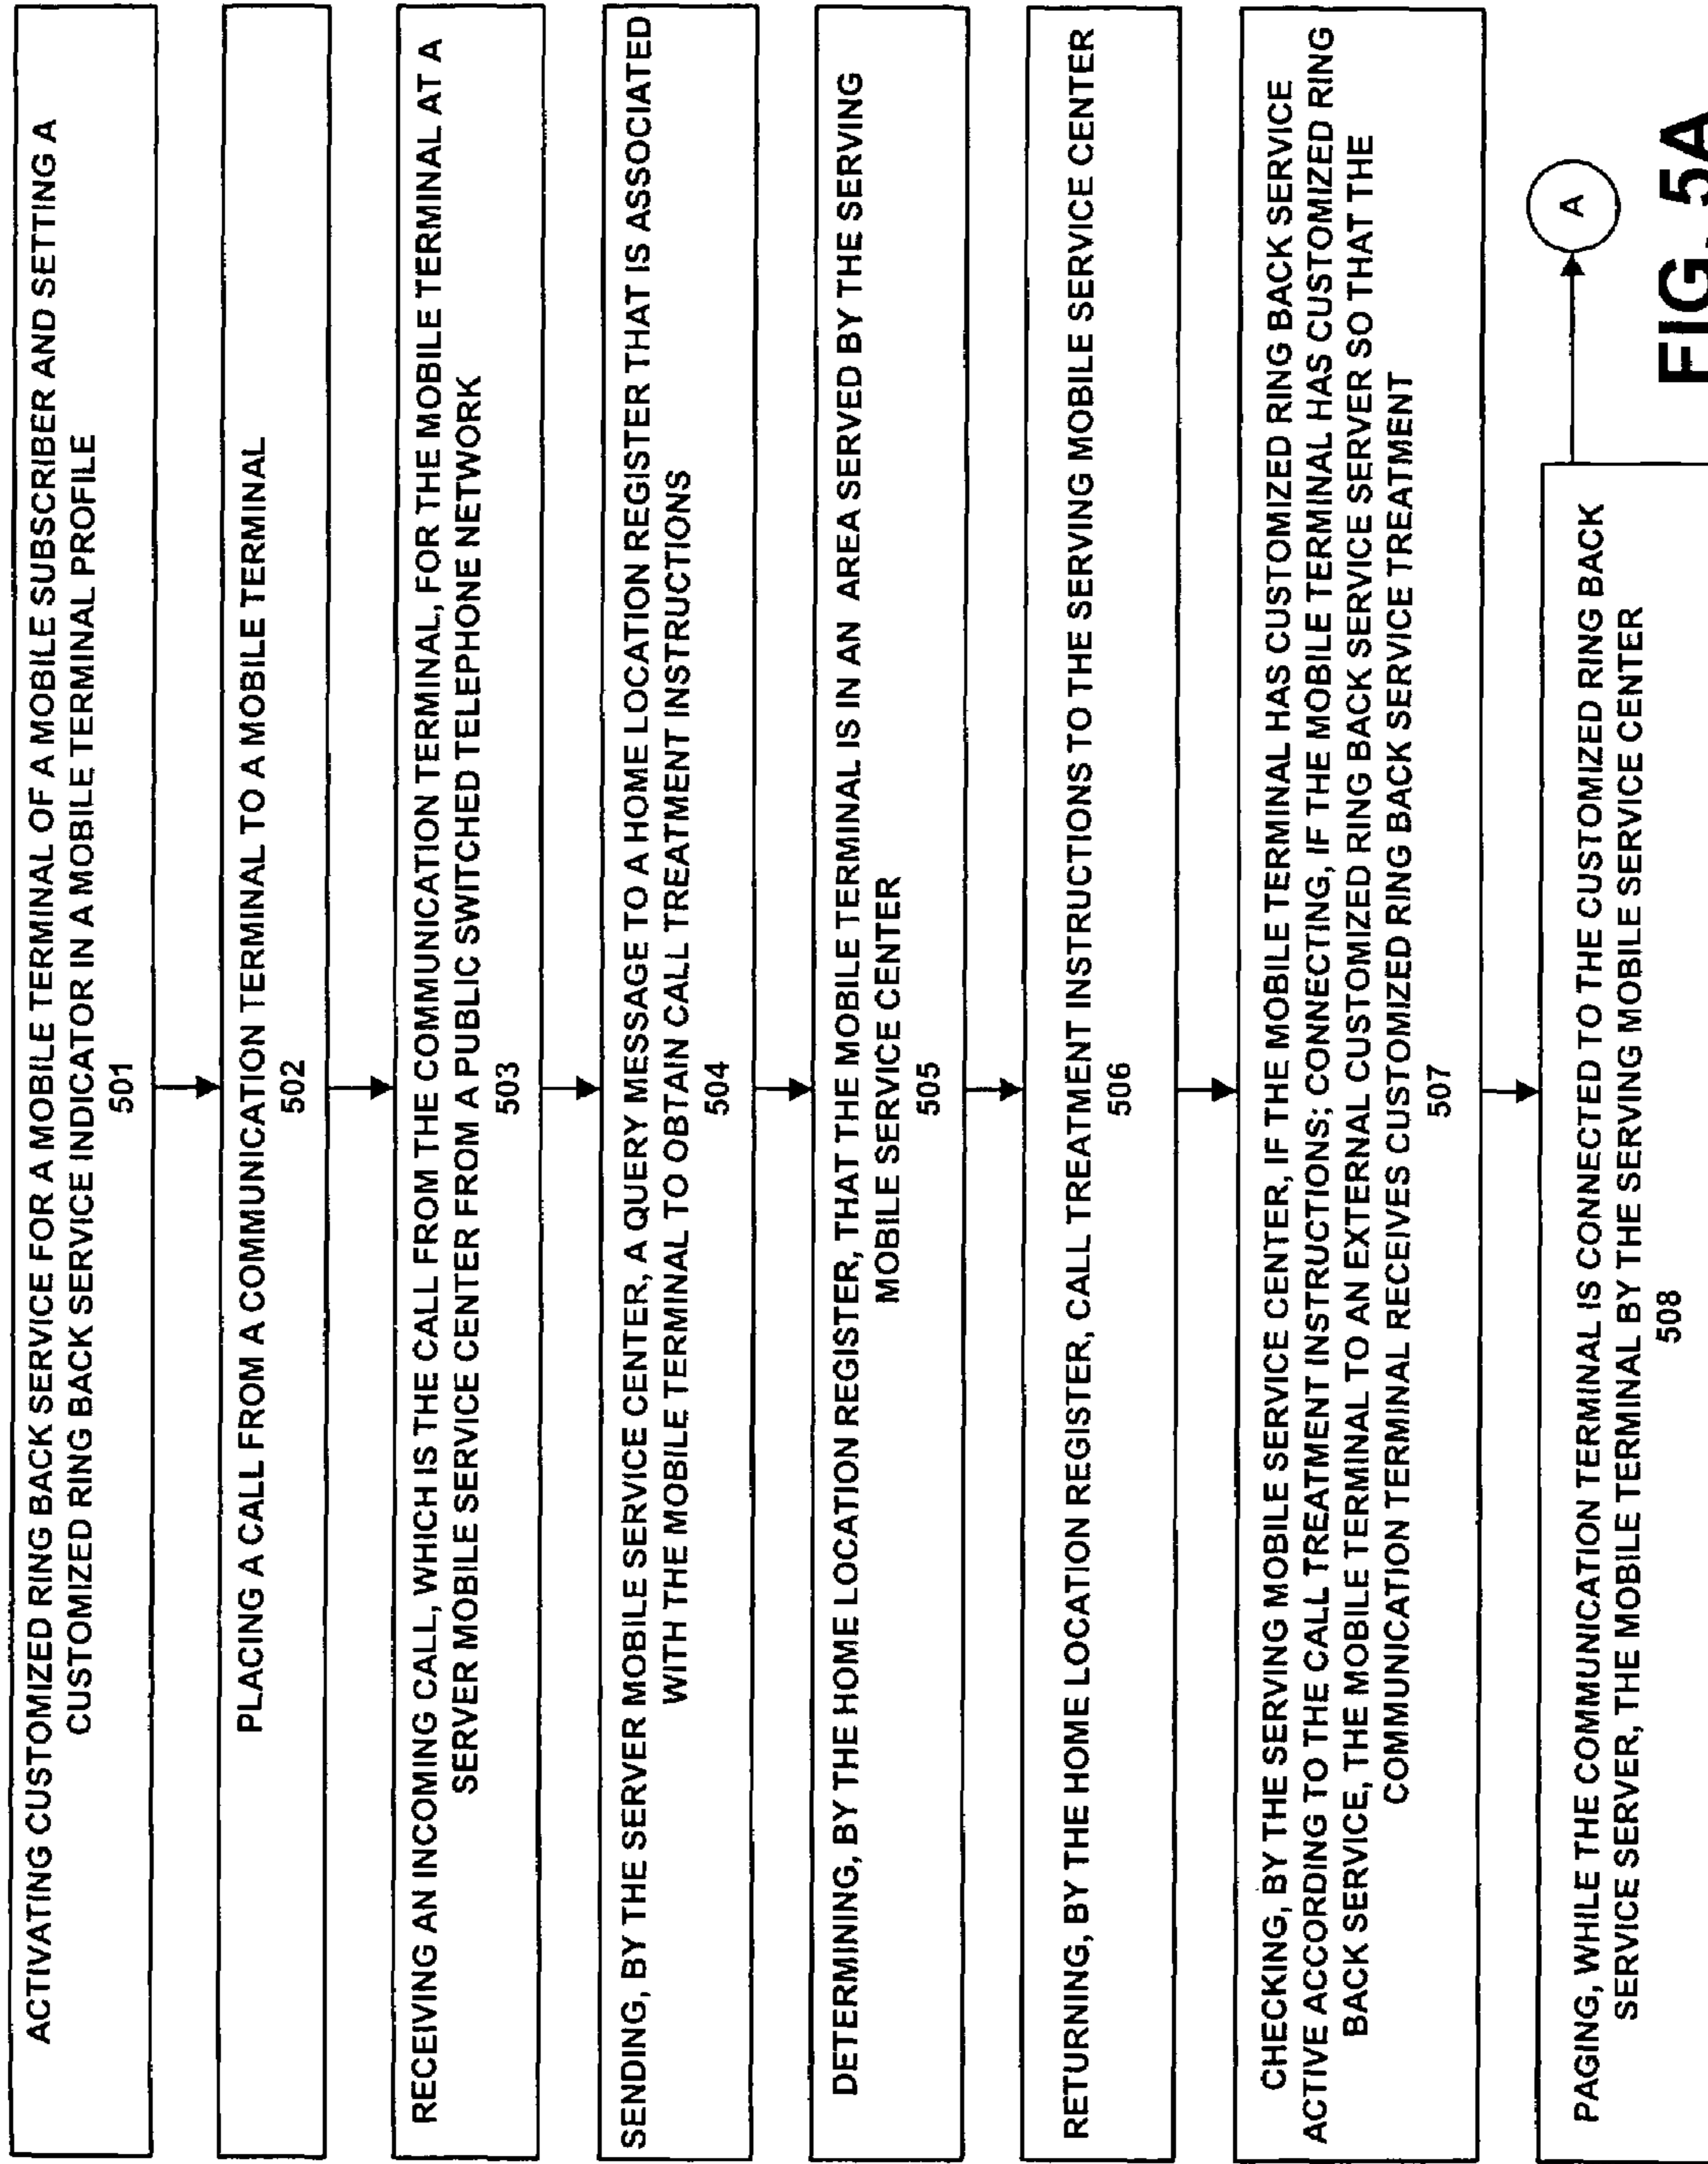 ACTIVATING CUSTOMIZED RING BACK SERVICE FOR A MOBILE TERMINAL OF A MOBILE SUBSCRIBER AND SETTING A
CUSTOMIZED RING BACK SERVICE INDICATOR IN A MOBILE TERMINAL PROFILE
501
PLACING A CALL FROM A COMMUNICATION TERMINAL TO A MOBILE TERMINAL
502
RECEIVING AN INCOMING CALL, WHICH IS THE CALL FROM THE COMMUNICATION TERMINAL, FOR THE MOBILE TERMINAL AT A
SERVER MOBILE SERVICE CENTER FROM A PUBLIC SWITCHED TELEPHONE NETWORK
503
SENDING, BY THE SERVER MOBILE SERVICE CENTER, A QUERY MESSAGE TO A HOME LOCATION REGISTER THAT IS ASSOCIATED
WITH THE MOBILE TERMINAL TO OBTAIN CALL TREATMENT INSTRUCTIONS
504
DETERMINING, BY THE HOME LOCATION REGISTER, THAT THE MOBILE TERMINAL IS IN AN AREA SERVED BY THE SERVING
MOBILE SERVICE CENTER
505
RETURNING, BY THE HOME LOCATION REGISTER, CALL TREATMENT INSTRUCTIONS TO THE SERVING MOBILE SERVICE CENTER
506
CHECKING, BY THE SERVING MOBILE SERVICE CENTER, IF THE MOBILE TERMINAL HAS CUSTOMIZED RING BACK SERVICE
ACTIVE ACCORDING TO THE CALL TREATMENT INSTRUCTIONS; CONNECTING, IF THE MOBILE TERMINAL HAS CUSTOMIZED RING
BACK SERVICE, THE MOBILE TERMINAL TO AN EXTERNAL CUSTOMIZED RING BACK SERVICE SERVER SO THAT THE
COMMUNICATION TERMINAL RECEIVES CUSTOMIZED RING BACK SERVICE TREATMENT
507
PAGING, WHILE THE COMMUNICATION TERMINAL IS CONNECTED TO THE CUSTOMIZED RING BACK
SERVICE SERVER, THE MOBILE TERMINAL BY THE SERVING MOBILE SERVICE CENTER
508
A
FIG. 5A